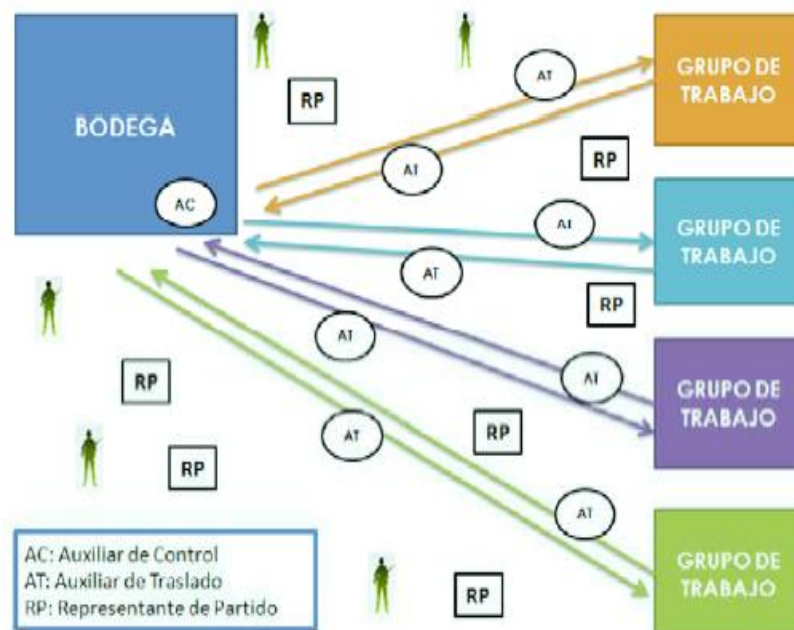 BODEGA
AC
RP
AT
GRUPO DE
TRABAJO
AT
RP
AT
GRUPO DE
TRABAJO
AT
RP
AT
GRUPO DE
TRABAJO
AT
RP
RP
AT
RP
AT
GRUPO DE
TRABAJO
RP
AC: Auxiliar de Control
AT: Auxiliar de Traslado
RP: Representante de Partido